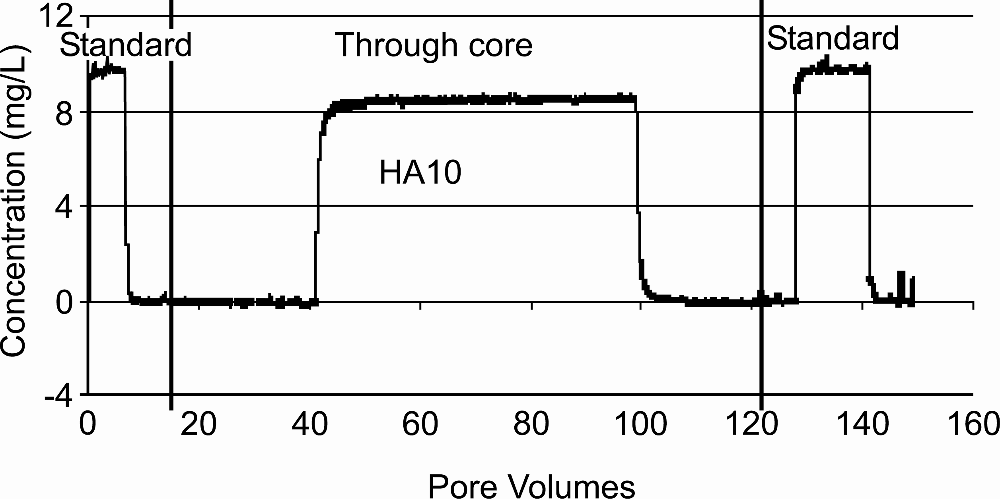 12
Standard Through core Standard
8
HA10
4
0
-4
Concentration (mg/L)
0 20 40 60 80 100 120 140 160
Pore Volumes